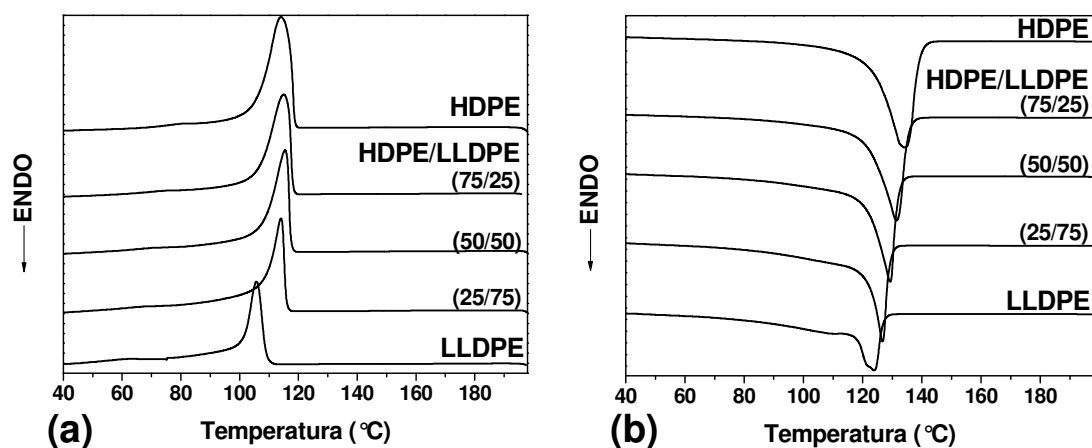 HDPE
HDPE/LLDPE
(75/25)
(50/50)
(25/75)
LLDPE
ENDO
40 60 80 100 120 140 160 180
Temperatura (°C)
(a)
HDPE
HDPE/LLDPE
(75/25)
(50/50)
(25/75)
LLDPE
ENDO
40 60 80 100 120 140 160 180
Temperatura (°C)
(b)